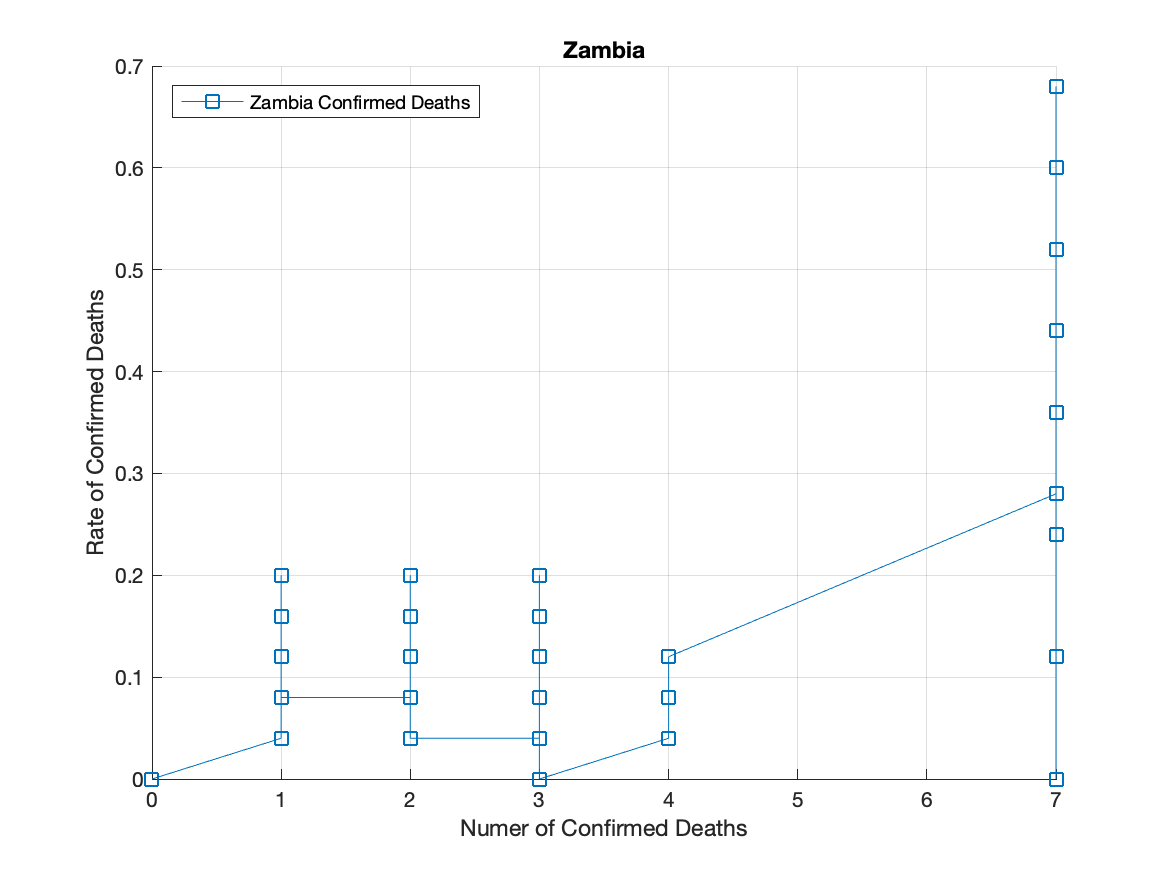 Zambia
Zambia Confirmed Deaths
Rate of Confirmed Deaths
0.7
0.6
0.5
0.4
0.3
0.2
0.1
0
0 1 2 3 4 5 6 7
Numer of Confirmed Deaths